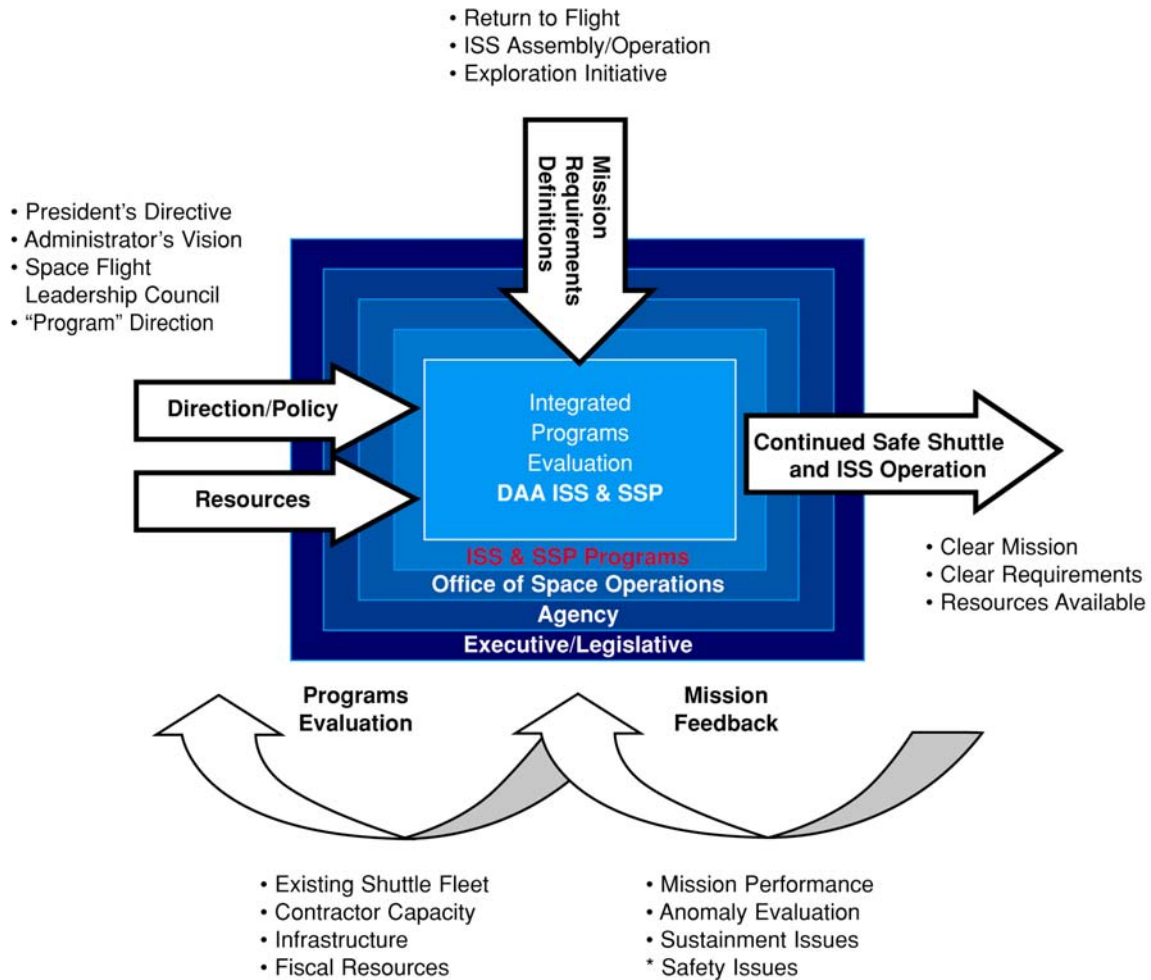 • Return to Flight
• ISS Assembly/Operation
• Exploration Initiative
Mission
Requirements
Definitions
• President’s Directive
• Administrator’s Vision
• Space Flight
Leadership Council
• “Program” Direction
Direction/Policy
Resources
Integrated
Programs
Evaluation
DAA ISS & SSP
ISS & SSP Programs
Office of Space Operations
Agency
Executive/Legislative
Continued Safe Shuttle
and ISS Operation
• Clear Mission
• Clear Requirements
• Resources Available
Programs
Evaluation
Mission
Feedback
• Existing Shuttle Fleet
• Contractor Capacity
• Infrastructure
• Fiscal Resources
• Mission Performance
• Anomaly Evaluation
• Sustainment Issues
* Safety Issues